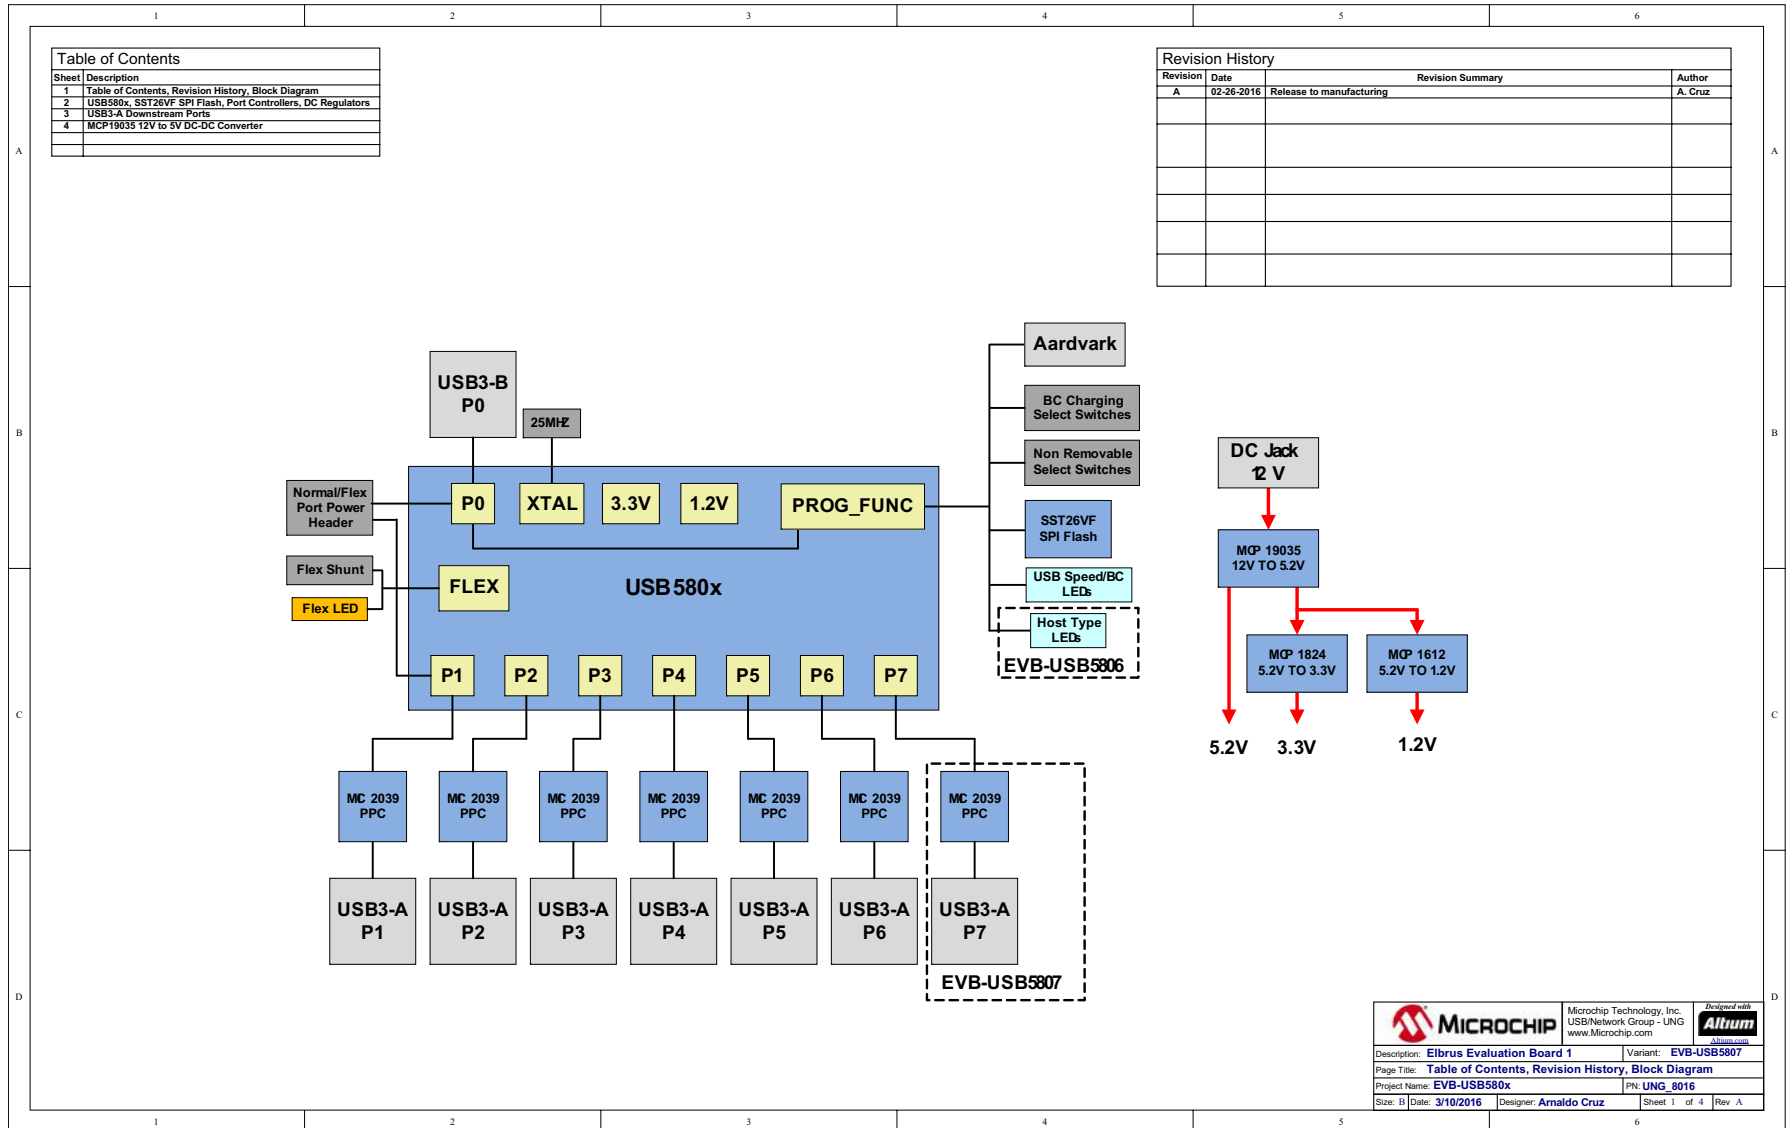 1 2 3 4 5 6
Table of Contents
Sheet Description
1 Table of Contents, Revision History, Block Diagram
2 USB580x, SST26VF SPI Flash, Port Controllers, DC Regulators
3 USB3-A Downstream Ports
4 MCP19035 12V to 5V DC-DC Converter
Revision History
Revision Date Revision Summary Author
A 02-26-2016 Release to manufacturing A. Cruz
A A
B B
C C
D D
USB3-B
P0
25MHZ
Normal/Flex
Port Power
Header
Flex Shunt
Flex LED
P0 XTAL 3.3V 1.2V PROG_FUNC
FLEX
USB580x
P1 P2 P3 P4 P5 P6 P7
Aardvark
BC Charging
Select Switches
Non Removable
Select Switches
SST26VF
SPI Flash
USB Speed/BC
LEDs
Host Type
LEDs
EVB-USB5806
DC Jack
12 V
MCP 19035
12V TO 5.2V
MCP 1824
5.2V TO 3.3V
MCP 1612
5.2V TO 1.2V
5.2V 3.3V 1.2V
MIC 2039
PPC
MIC 2039
PPC
MIC 2039
PPC
MIC 2039
PPC
MIC 2039
PPC
MIC 2039
PPC
MIC 2039
PPC
USB3-A
P1
USB3-A
P2
USB3-A
P3
USB3-A
P4
USB3-A
P5
USB3-A
P6
USB3-A
P7
EVB-USB5807
MICROCHIP
Microchip Technology, Inc.
USB/Network Group - UNG
www.Microchip.com
Designed with
Altium
Altium.com
Description: Elbrus Evaluation Board 1 Variant: EVB-USB5807
Page Title: Table of Contents, Revision History, Block Diagram
Project Name: EVB-USB580x PN: UNG_8016
Size: B Date: 3/10/2016 Designer: Arnaldo Cruz Sheet 1 of 4 Rev A
1 2 3 4 5 6